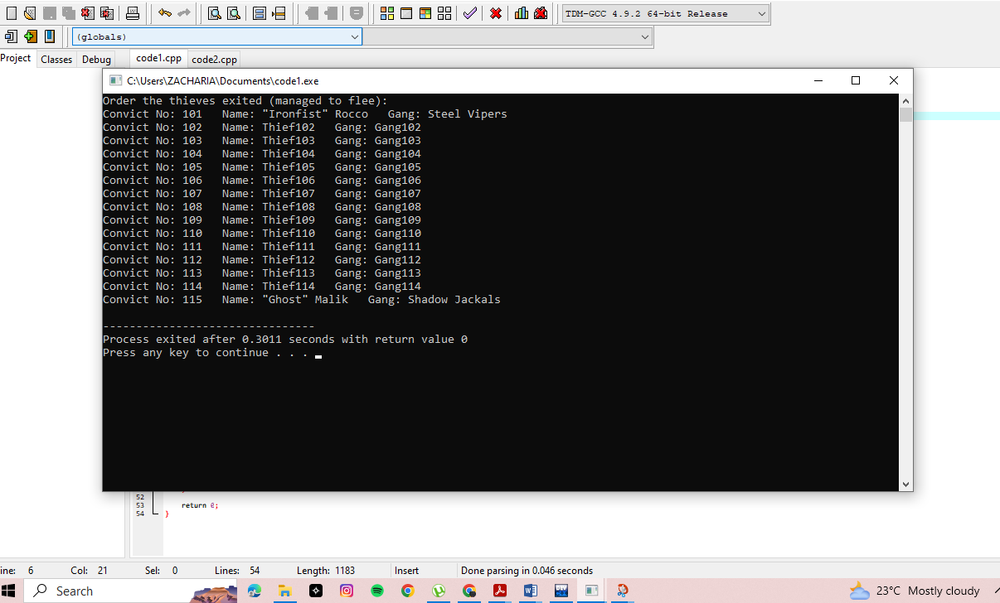 TDM-GCC 4.9.2 64-bit Release
(globals)
Project Classes Debug code1.cpp code2.cpp
C:\Users\ZACHARIA\Documents\code1.exe
Order the thieves exited (managed to flee):
Convict No: 101 Name: "Ironfist" Rocco Gang: Steel Vipers
Convict No: 102 Name: Thief102 Gang: Gang102
Convict No: 103 Name: Thief103 Gang: Gang103
Convict No: 104 Name: Thief104 Gang: Gang104
Convict No: 105 Name: Thief105 Gang: Gang105
Convict No: 106 Name: Thief106 Gang: Gang106
Convict No: 107 Name: Thief107 Gang: Gang107
Convict No: 108 Name: Thief108 Gang: Gang108
Convict No: 109 Name: Thief109 Gang: Gang109
Convict No: 110 Name: Thief110 Gang: Gang110
Convict No: 111 Name: Thief111 Gang: Gang111
Convict No: 112 Name: Thief112 Gang: Gang112
Convict No: 113 Name: Thief113 Gang: Gang113
Convict No: 114 Name: Thief114 Gang: Gang114
Convict No: 115 Name: "Ghost" Malik Gang: Shadow Jackals
--------------------------------
Process exited after 0.3011 seconds with return value 0
Press any key to continue . . .
52
53 return 0;
54 }
ine: 6 Col: 21 Sel: 0 Lines: 54 Length: 1183 Insert Done parsing in 0.046 seconds
Search 23°C Mostly cloudy